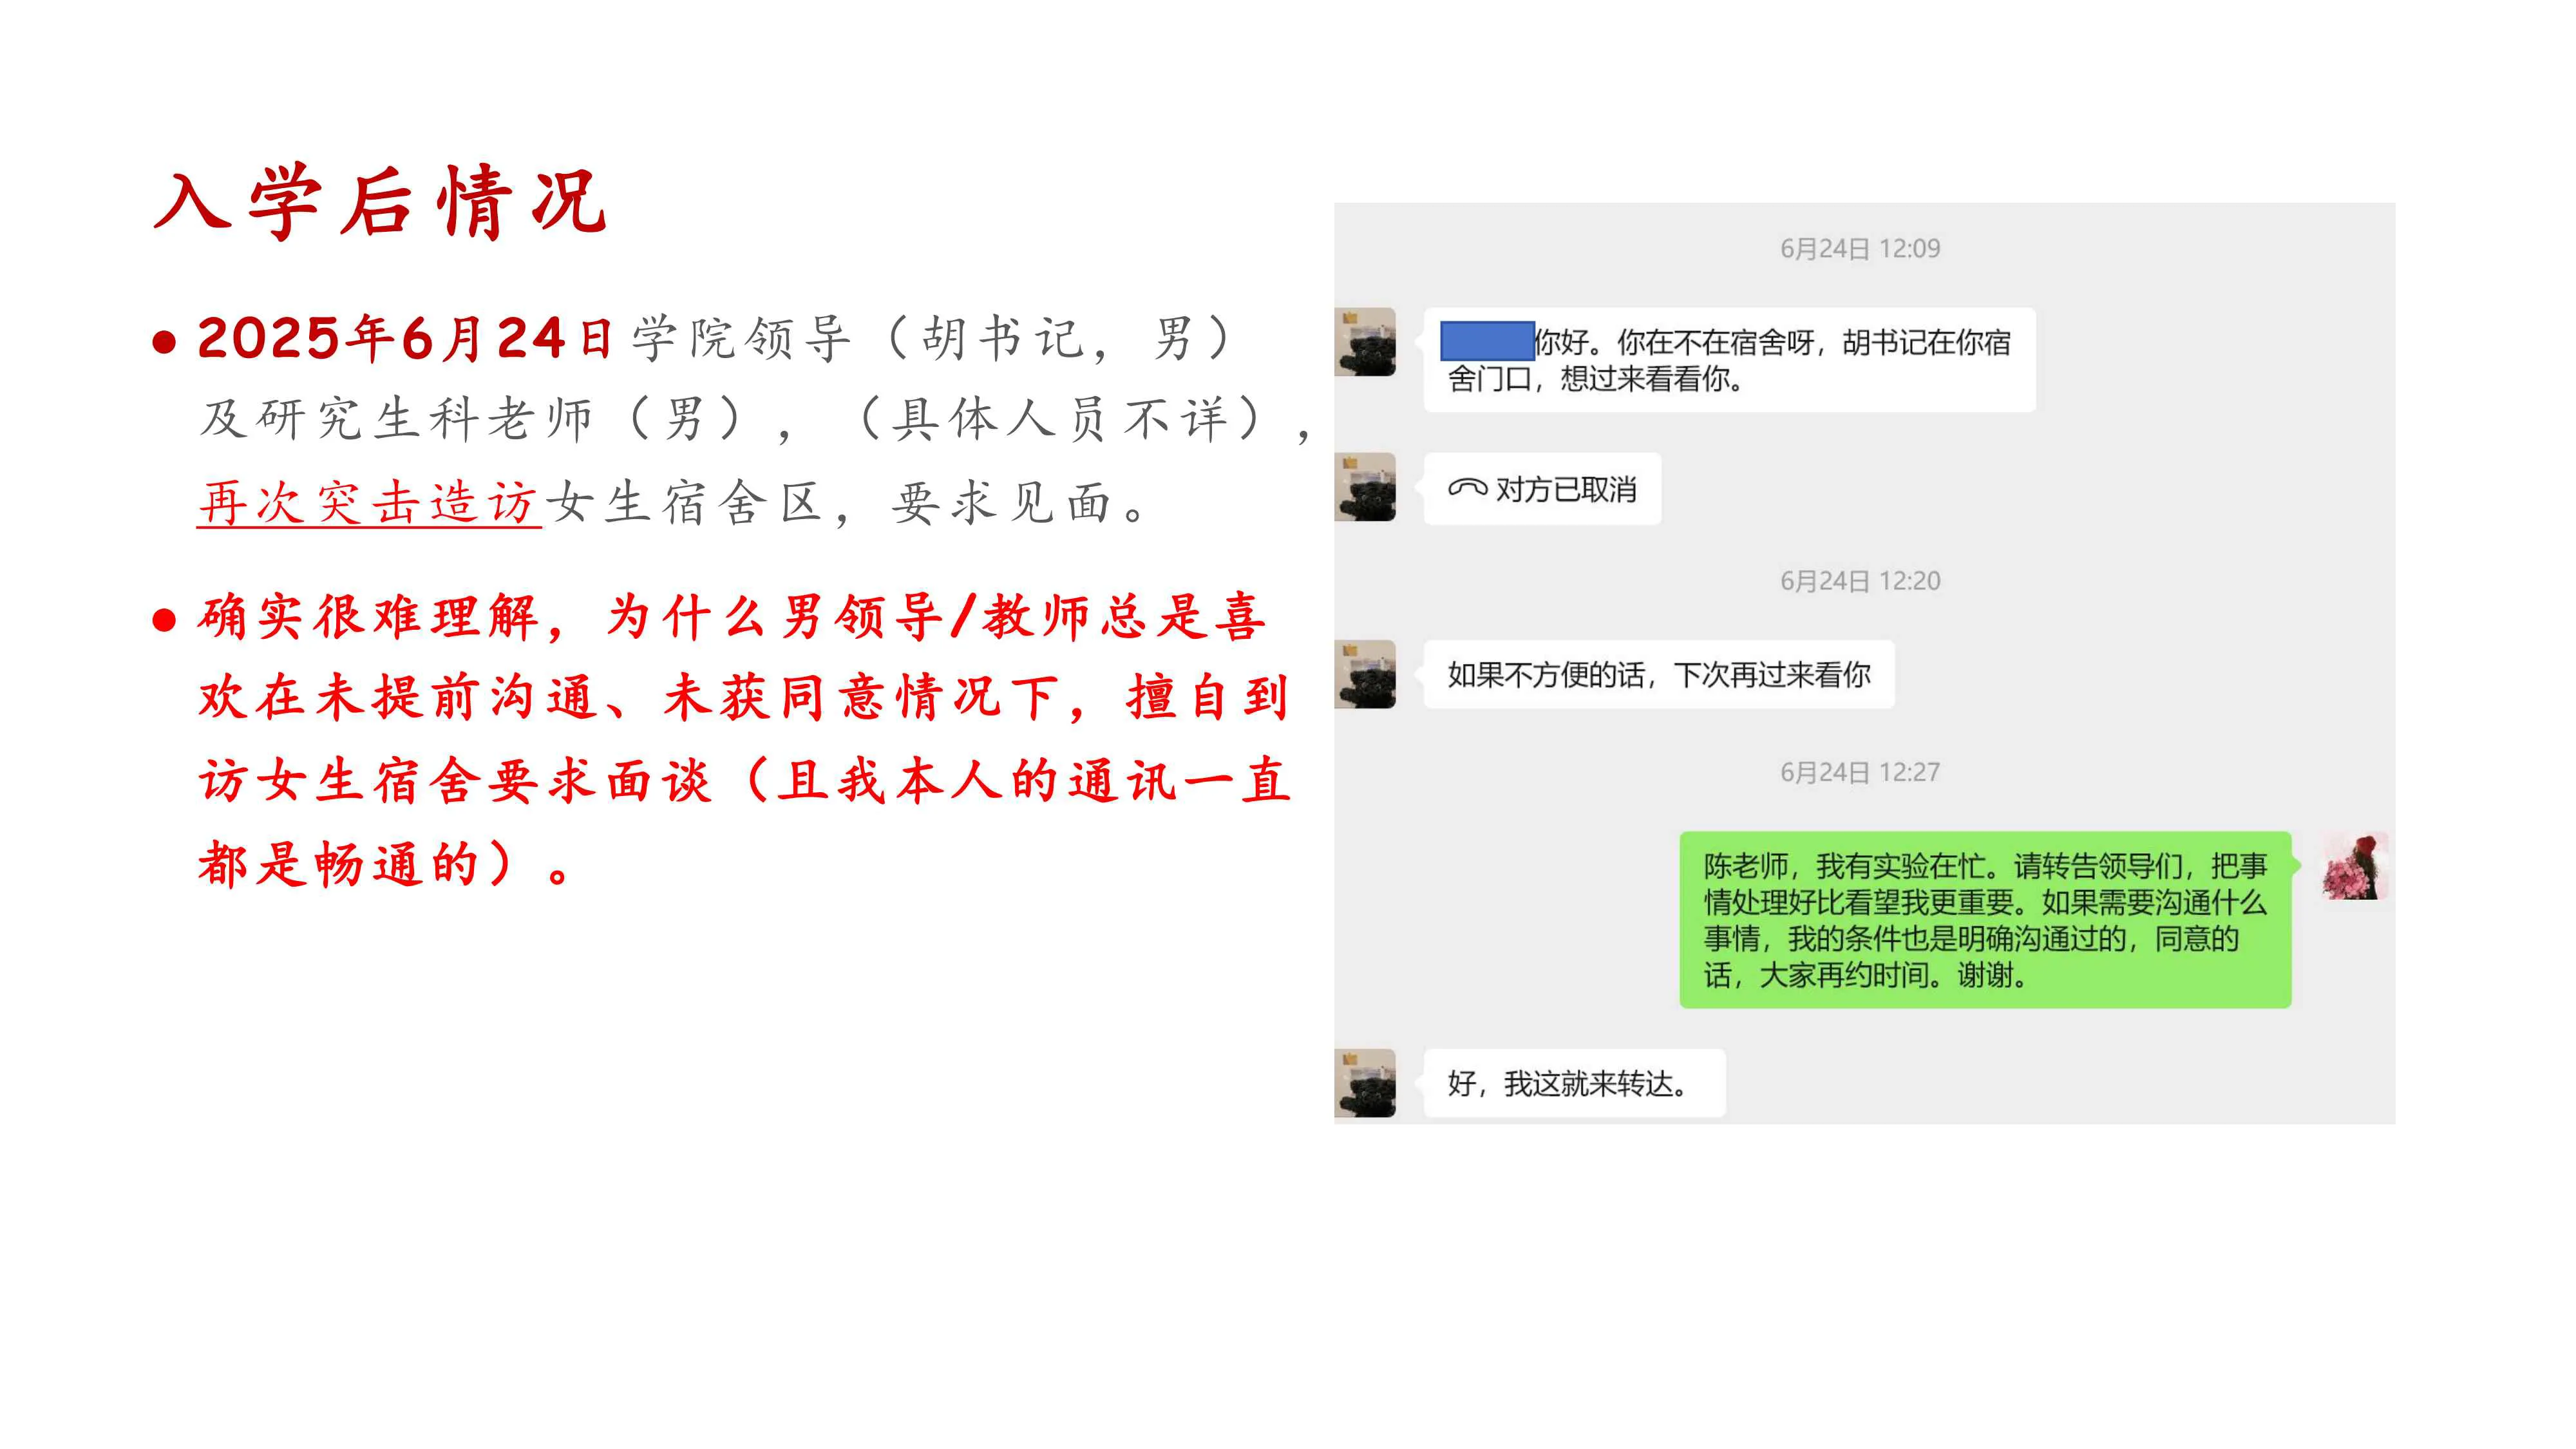 入学后情况
2025年6月24日学院领导（胡书记，男）
及研究生科老师（男），（具体人员不详），
再次突击造访女生宿舍区，要求见面。
确实很难理解，为什么男领导/教师总是喜
欢在未提前沟通、未获同意情况下，擅自到
访女生宿舍要求面谈（且我本人的通讯一直
都是畅通的）。
6月24日 12:09
你好。你在不在宿舍呀，胡书记在你宿
舍门口，想过来看看你。
对方已取消
6月24日 12:20
如果不方便的话，下次再过来看你
6月24日 12:27
陈老师，我有实验在忙。请转告领导们，把事
情处理好比看望我更重要。如果需要沟通什么
事情，我的条件也是明确沟通过的，同意的
话，大家再约时间。谢谢。
好，我这就来转达。